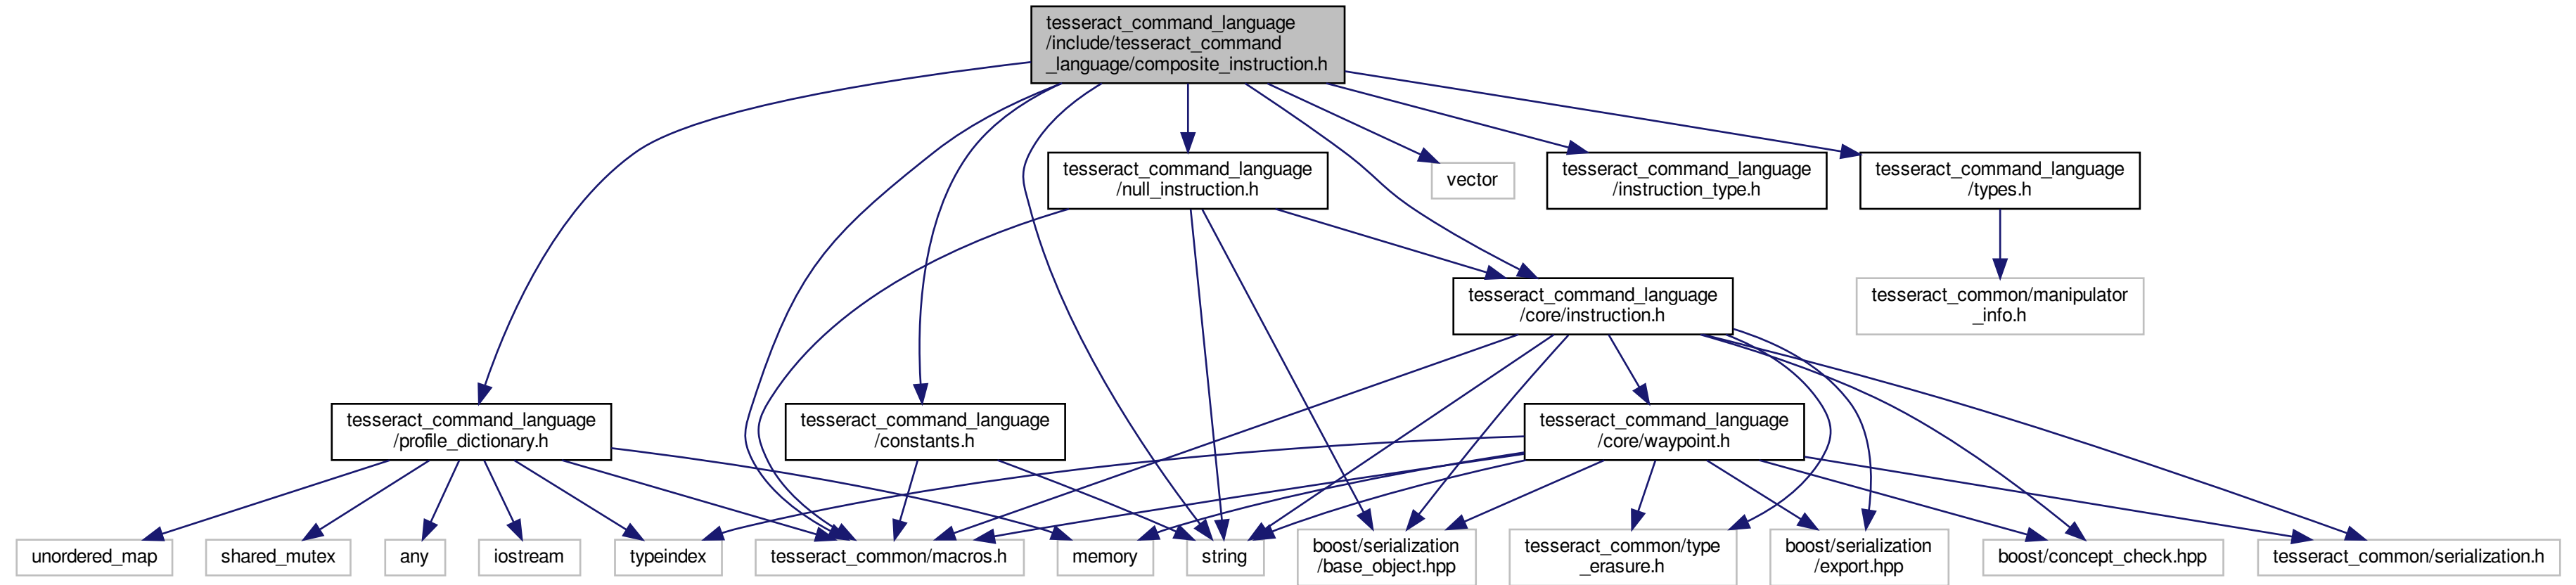 tesseract_command_language
/include/tesseract_command
_language/composite_instruction.h
tesseract_command_language
/null_instruction.h
vector
tesseract_command_language
/instruction_type.h
tesseract_command_language
/types.h
tesseract_command_language
/core/instruction.h
tesseract_common/manipulator
_info.h
tesseract_command_language
/profile_dictionary.h
tesseract_command_language
/constants.h
tesseract_command_language
/core/waypoint.h
unordered_map
shared_mutex
any
iostream
typeindex
tesseract_common/macros.h
memory
string
boost/serialization
/base_object.hpp
tesseract_common/type
_erasure.h
boost/serialization
/export.hpp
boost/concept_check.hpp
tesseract_common/serialization.h